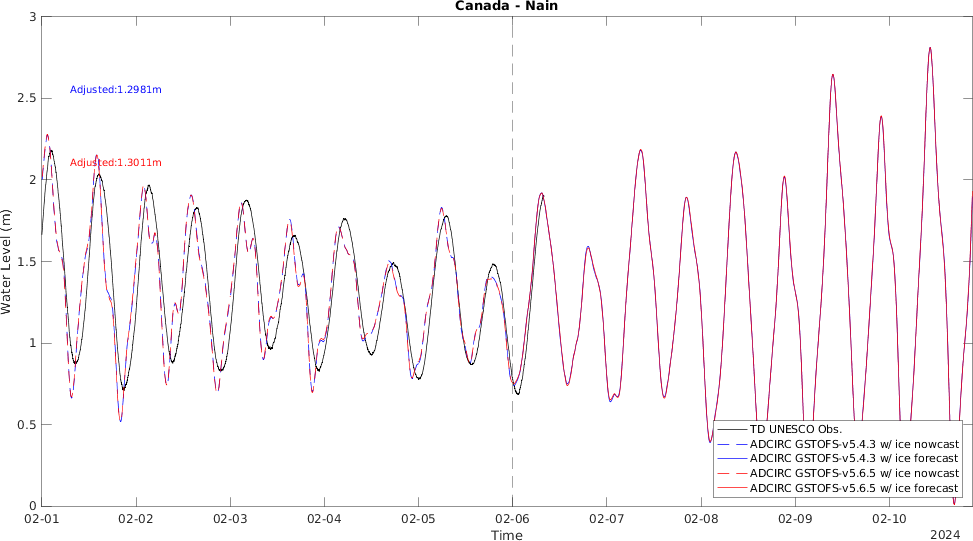 Canada - Nain
3
2.5
2
1.5
1
0.5
0
Water Level (m)
Adjusted:1.2981m
Adjusted:1.3011m
TD UNESCO Obs.
ADCIRC GSTOFS-v5.4.3 w/ ice nowcast
ADCIRC GSTOFS-v5.4.3 w/ ice forecast
ADCIRC GSTOFS-v5.6.5 w/ ice nowcast
ADCIRC GSTOFS-v5.6.5 w/ ice forecast
02-01 02-02 02-03 02-04 02-05 02-06 02-07 02-08 02-09 02-10
Time
2024